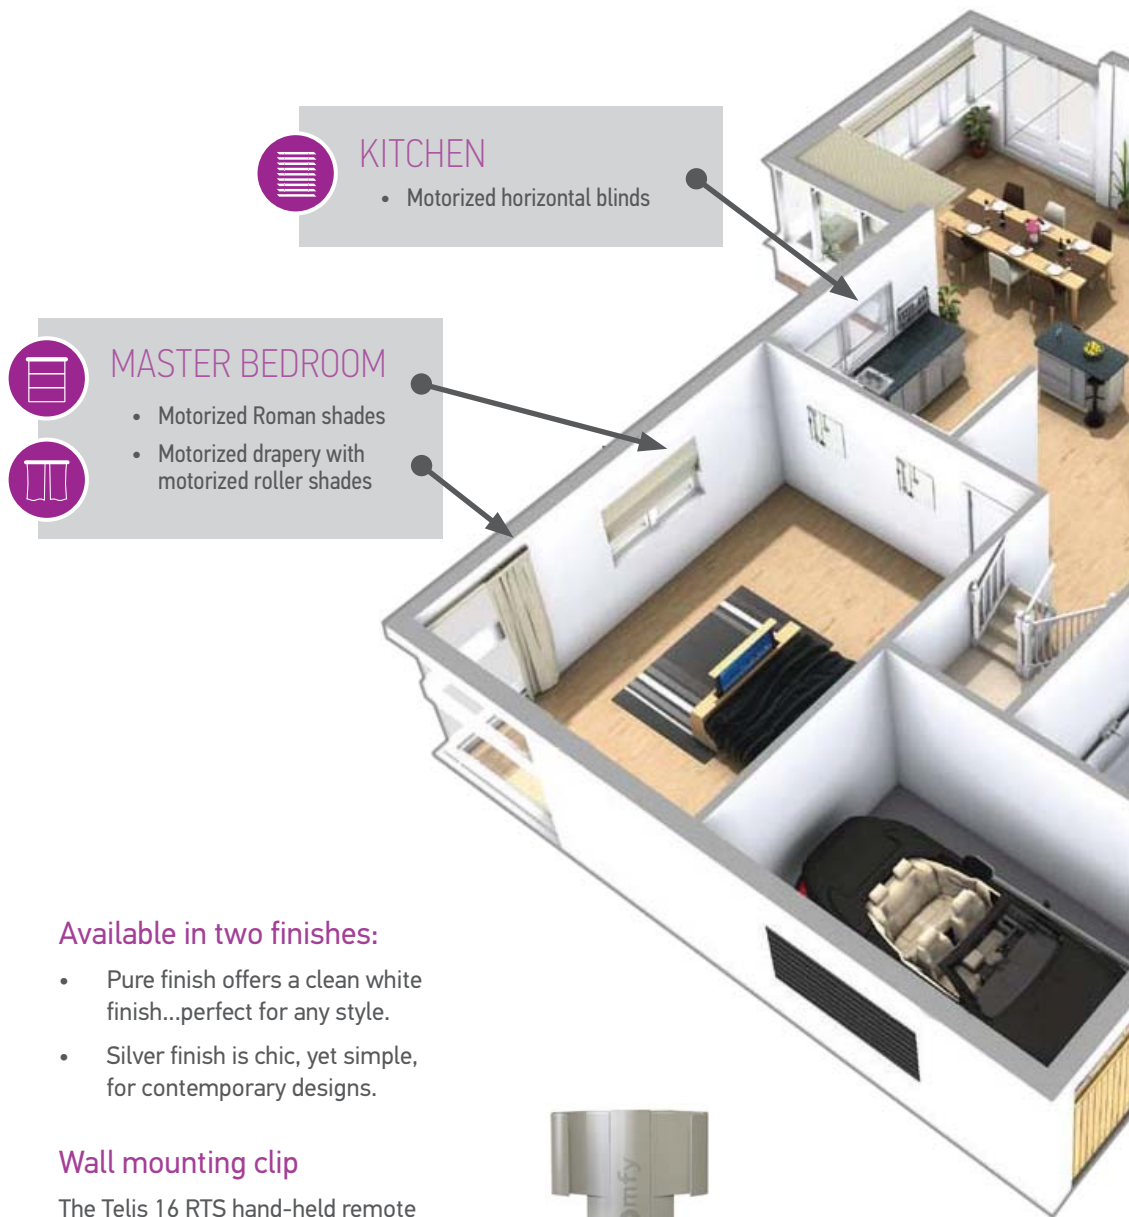 KITCHEN
• Motorized horizontal blinds
MASTER BEDROOM
• Motorized Roman shades
• Motorized drapery with
motorized roller shades
Available in two finishes:
• Pure finish offers a clean white
finish...perfect for any style.
• Silver finish is chic, yet simple,
for contemporary designs.
Wall mounting clip
The Telis 16 RTS hand-held remote